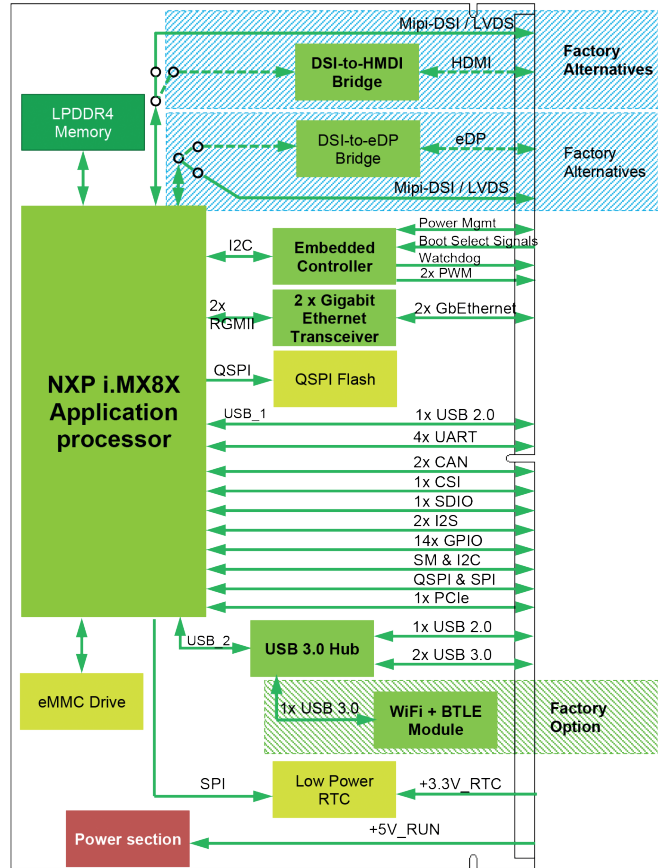 Mipi-DSI / LVDS
DSI-to-HMDI
Bridge
HDMI
Factory
Alternatives
LPDDR4
Memory
DSI-to-eDP
Bridge
eDP
Factory
Alternatives
Mipi-DSI / LVDS
I2C
Embedded
Controller
Power Mgmt
Boot Select Signals
Watchdog
2x PWM
2x
RGMII
2 x Gigabit
Ethernet
Transceiver
2x GbEthernet
NXP i.MX8X
Application
processor
QSPI
QSPI Flash
USB_1
1x USB 2.0
4x UART
2x CAN
1x CSI
1x SDIO
2x I2S
14x GPIO
SM & I2C
QSPI & SPI
1x PCIe
USB_2
USB 3.0 Hub
1x USB 2.0
2x USB 3.0
eMMC Drive
1x USB 3.0
WiFi + BTLE
Module
Factory
Option
SPI
Low Power
RTC
+3.3V_RTC
Power section
+5V_RUN